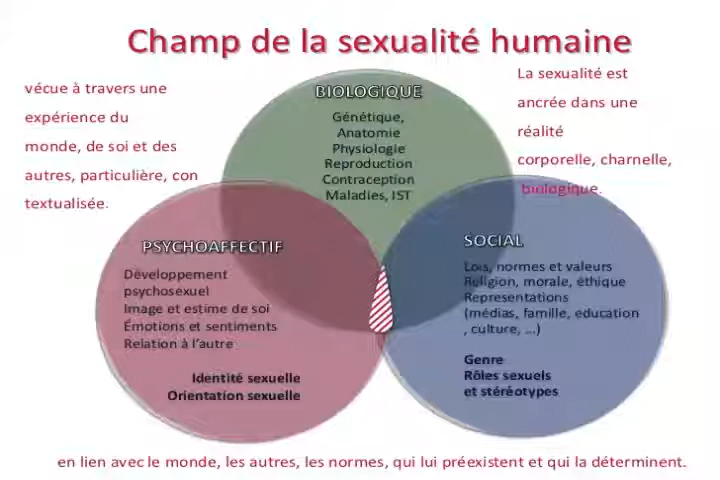 Champ de la sexualité humaine
vécue à travers une
expérience du
monde, de soi et des
autres, particulière, con
textualisée.
La sexualité est
ancrée dans une
réalité
corporelle, charnelle,
biologique.
BIOLOGIQUE
Génétique,
Anatomie
Physiologie
Reproduction
Contraception
Maladies, IST
PSYCHOAFFECTIF
Développement
psychosexuel
Image et estime de soi
Émotions et sentiments
Relation à l'autre
Identité sexuelle
Orientation sexuelle
SOCIAL
Lois, normes et valeurs
Religion, morale, éthique
Representations
(médias, famille, education
, culture, ...)
Genre
Rôles sexuels
et stéréotypes
en lien avec le monde, les autres, les normes, qui lui préexistent et qui la déterminent.